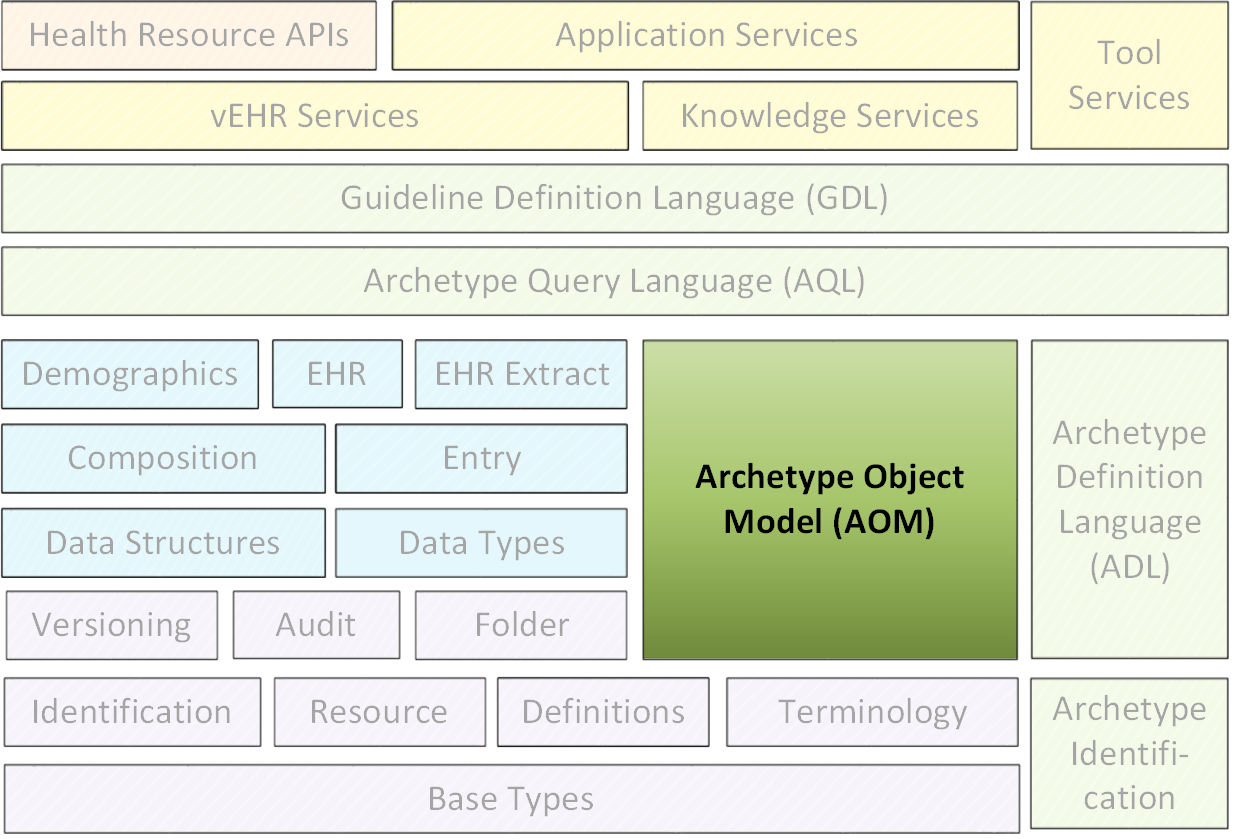 Health Resource APIs
Application Services
Tool
Services
vEHR Services
Knowledge Services
Guideline Definition Language (GDL)
Archetype Query Language (AQL)
Demographics
EHR
EHR Extract
Composition
Entry
Data Structures
Data Types
Versioning
Audit
Folder
Archetype Object
Model (AOM)
Archetype
Definition
Language
(ADL)
Identification
Resource
Definitions
Terminology
Archetype
Identifi-
cation
Base Types